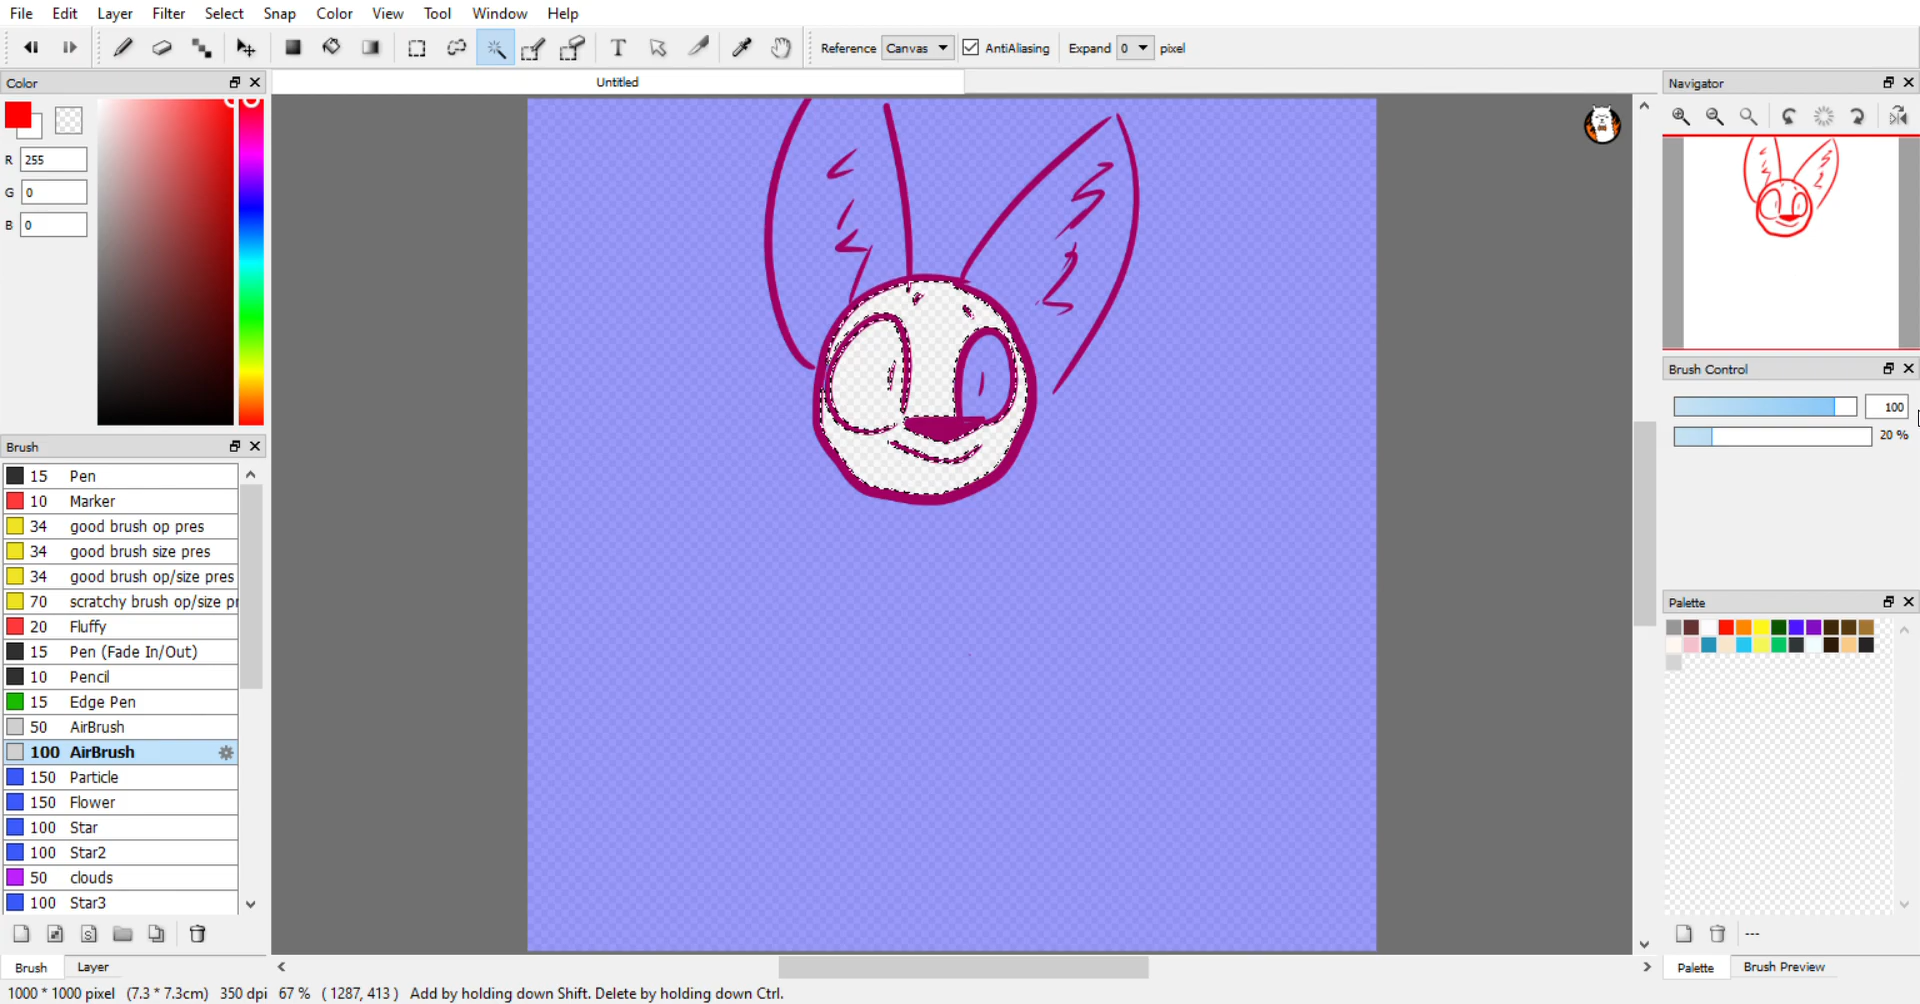 File Edit Layer Filter Select Snap Color View Tool Window Help
Reference Canvas AntiAliasing Expand 0 pixel
Color
Untitled
Navigator
R 255
G 0
B 0
Brush Control
100
20 %
Brush
15 Pen
10 Marker
34 good brush op pres
34 good brush size pres
34 good brush op/size pres
70 scratchy brush op/size pr
20 Fluffy
15 Pen (Fade In/Out)
10 Pencil
15 Edge Pen
50 AirBrush
100 AirBrush
150 Particle
150 Flower
100 Star
100 Star2
50 clouds
100 Star3
Palette
---
Brush Layer
Palette Brush Preview
1000 * 1000 pixel (7.3 * 7.3cm) 350 dpi 67 % ( 1287, 413 ) Add by holding down Shift. Delete by holding down Ctrl.